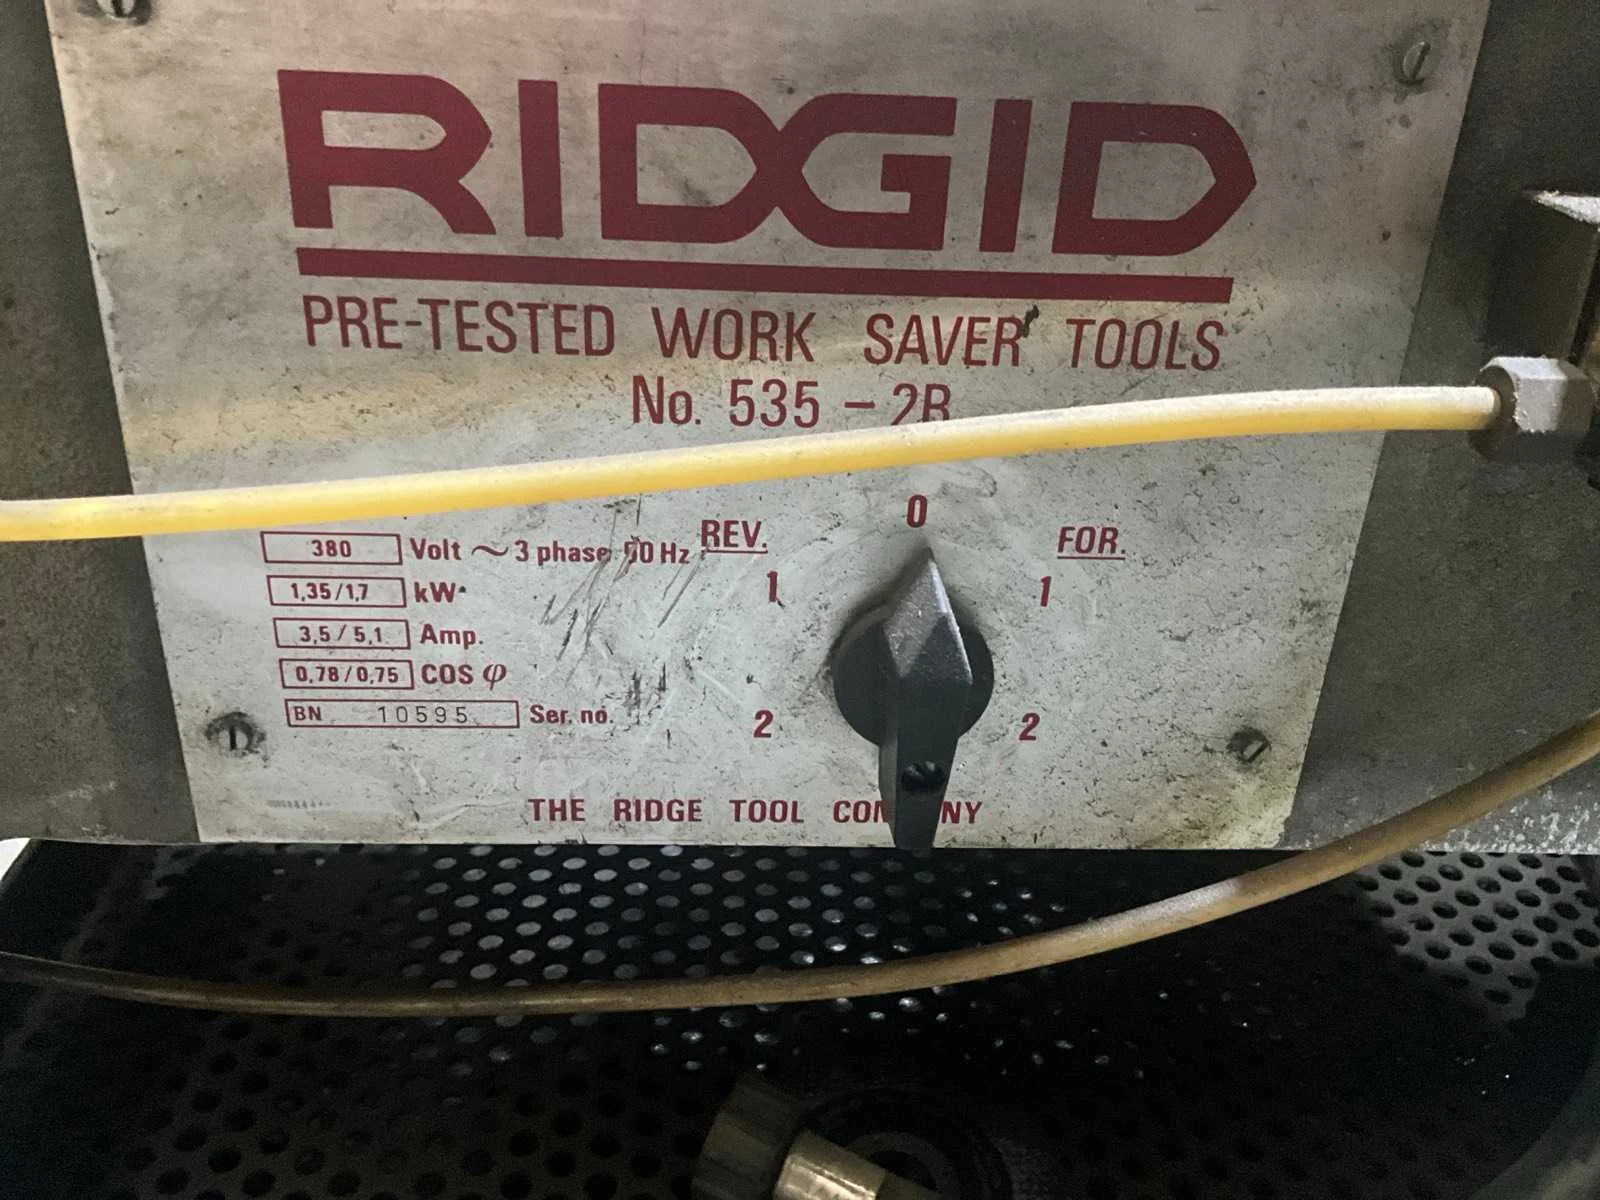 RIDGID
PRE-TESTED WORK SAVER TOOLS
No. 535 - 2B
0
REV. FOR.
1 1
2 2
380 Volt ~ 3 phase 50 Hz
1,35/1,7 kW
3,5/5,1 Amp.
0,78/0,75 COS φ
BN 10595 Ser. no.
THE RIDGE TOOL COM NY